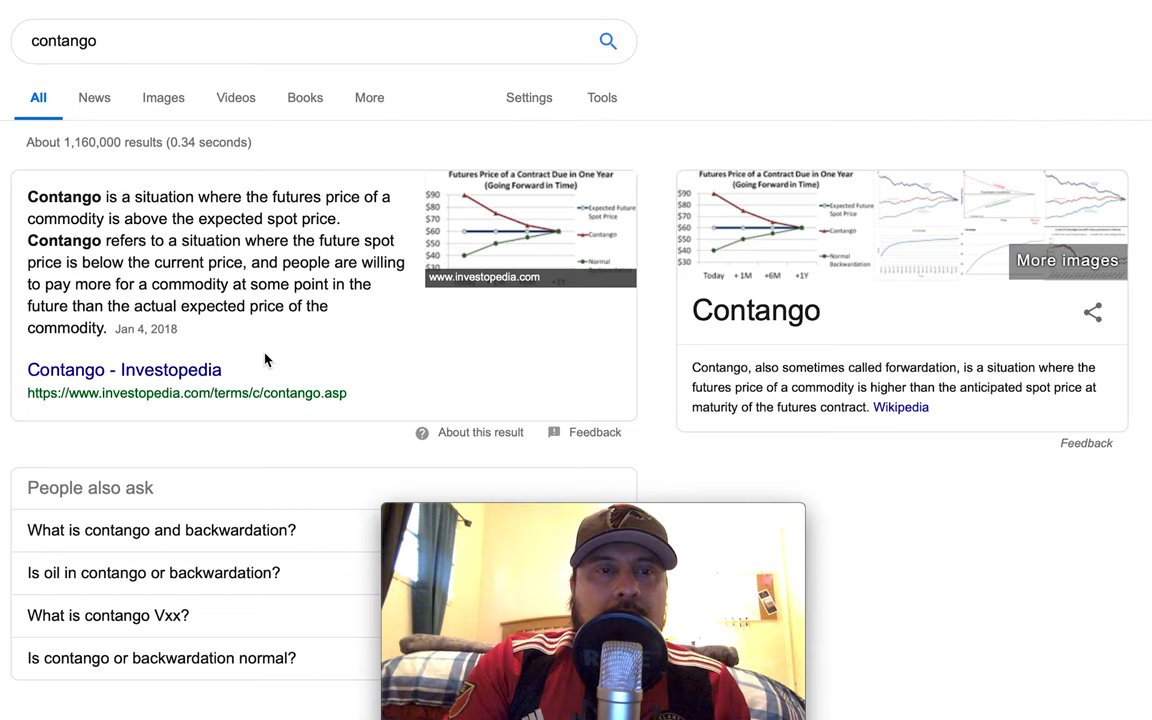 contango
All News Images Videos Books More Settings Tools
About 1,160,000 results (0.34 seconds)
Contango is a situation where the futures price of a
commodity is above the expected spot price.
Contango refers to a situation where the future spot
price is below the current price, and people are willing
to pay more for a commodity at some point in the
future than the actual expected price of the
commodity. Jan 4, 2018
Contango - Investopedia
https://www.investopedia.com/terms/c/contango.asp
Futures Price of a Contract Due in One Year
(Going Forward in Time)
$90
$80
$70
$60
$50
$40
$30
Expected Future
Spot Price
Contango
Normal
www.investopedia.com
About this result Feedback
People also ask
What is contango and backwardation?
Is oil in contango or backwardation?
What is contango Vxx?
Is contango or backwardation normal?
Futures Price of a Contract Due in One Year
(Going Forward in Time)
$90
$80
$70
$60
$50
$40
$30
Today +1M +6M +1Y
Expected Future
Spot Price
Contango
Normal
Backwardation
More images
Contango
Contango, also sometimes called forwardation, is a situation where the
futures price of a commodity is higher than the anticipated spot price at
maturity of the futures contract. Wikipedia
Feedback